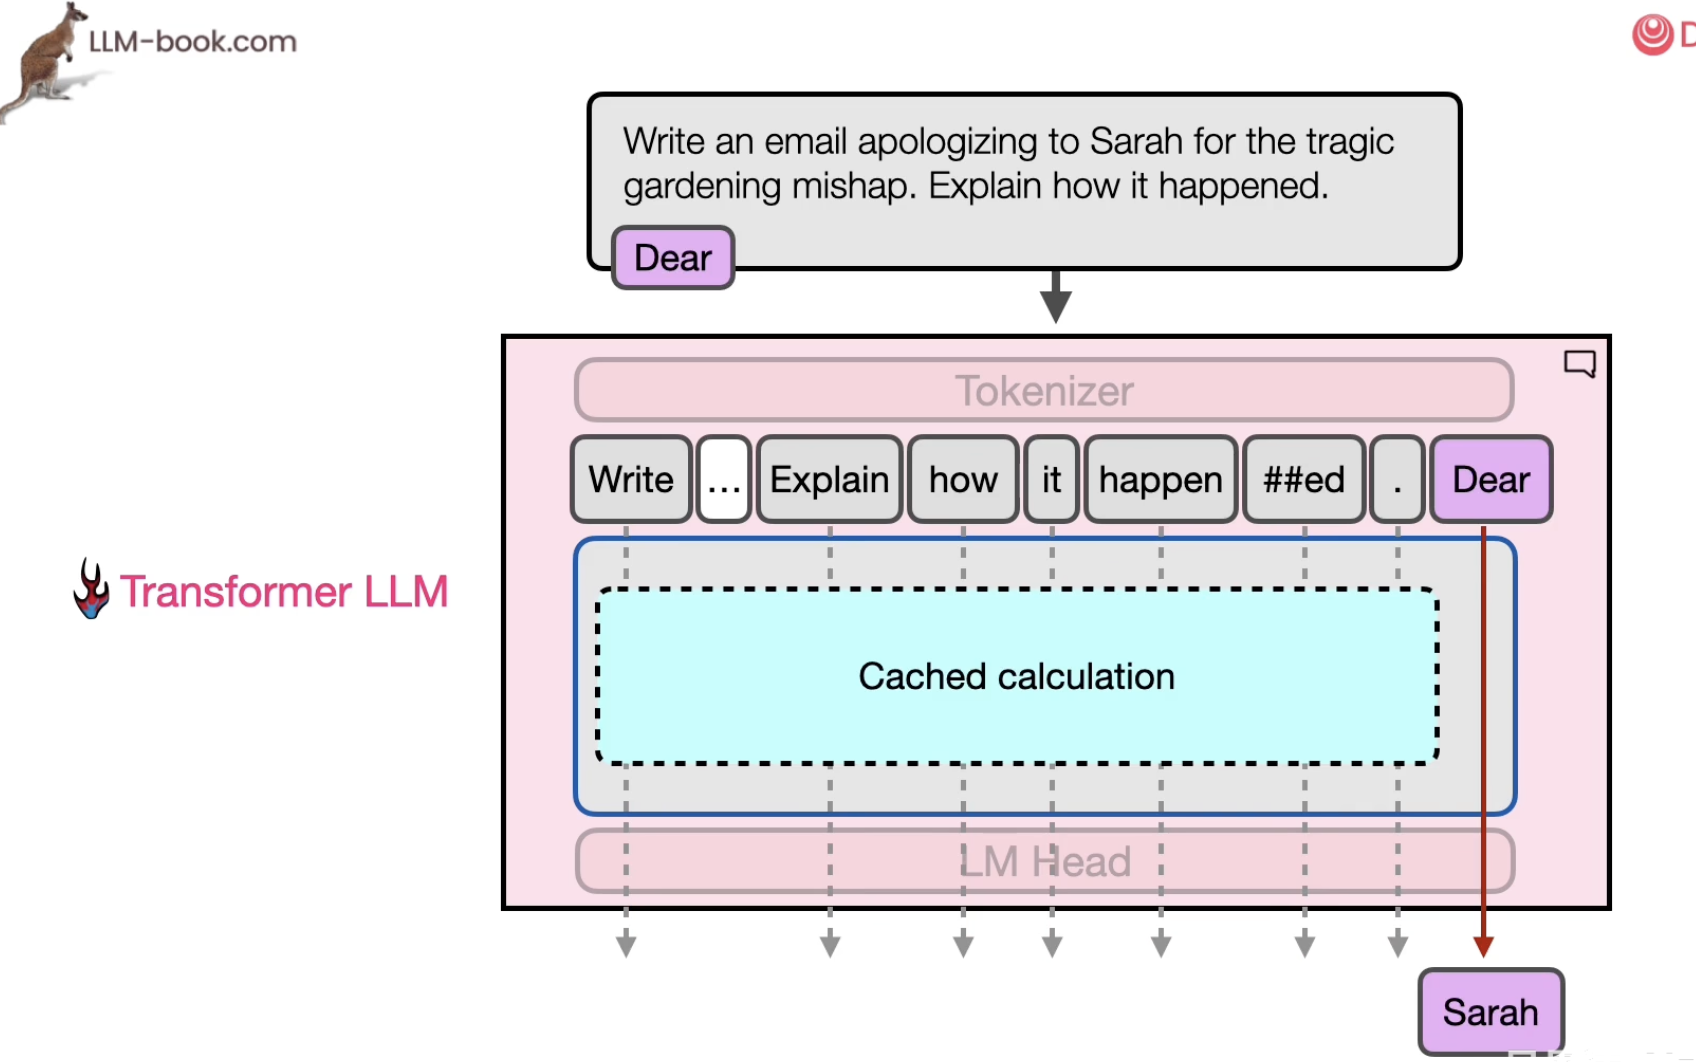 LLM-book.com
D
Write an email apologizing to Sarah for the tragic
gardening mishap. Explain how it happened.
Dear
Tokenizer
Write ... Explain how it happen ##ed . Dear
Transformer LLM
Cached calculation
LM Head
Sarah